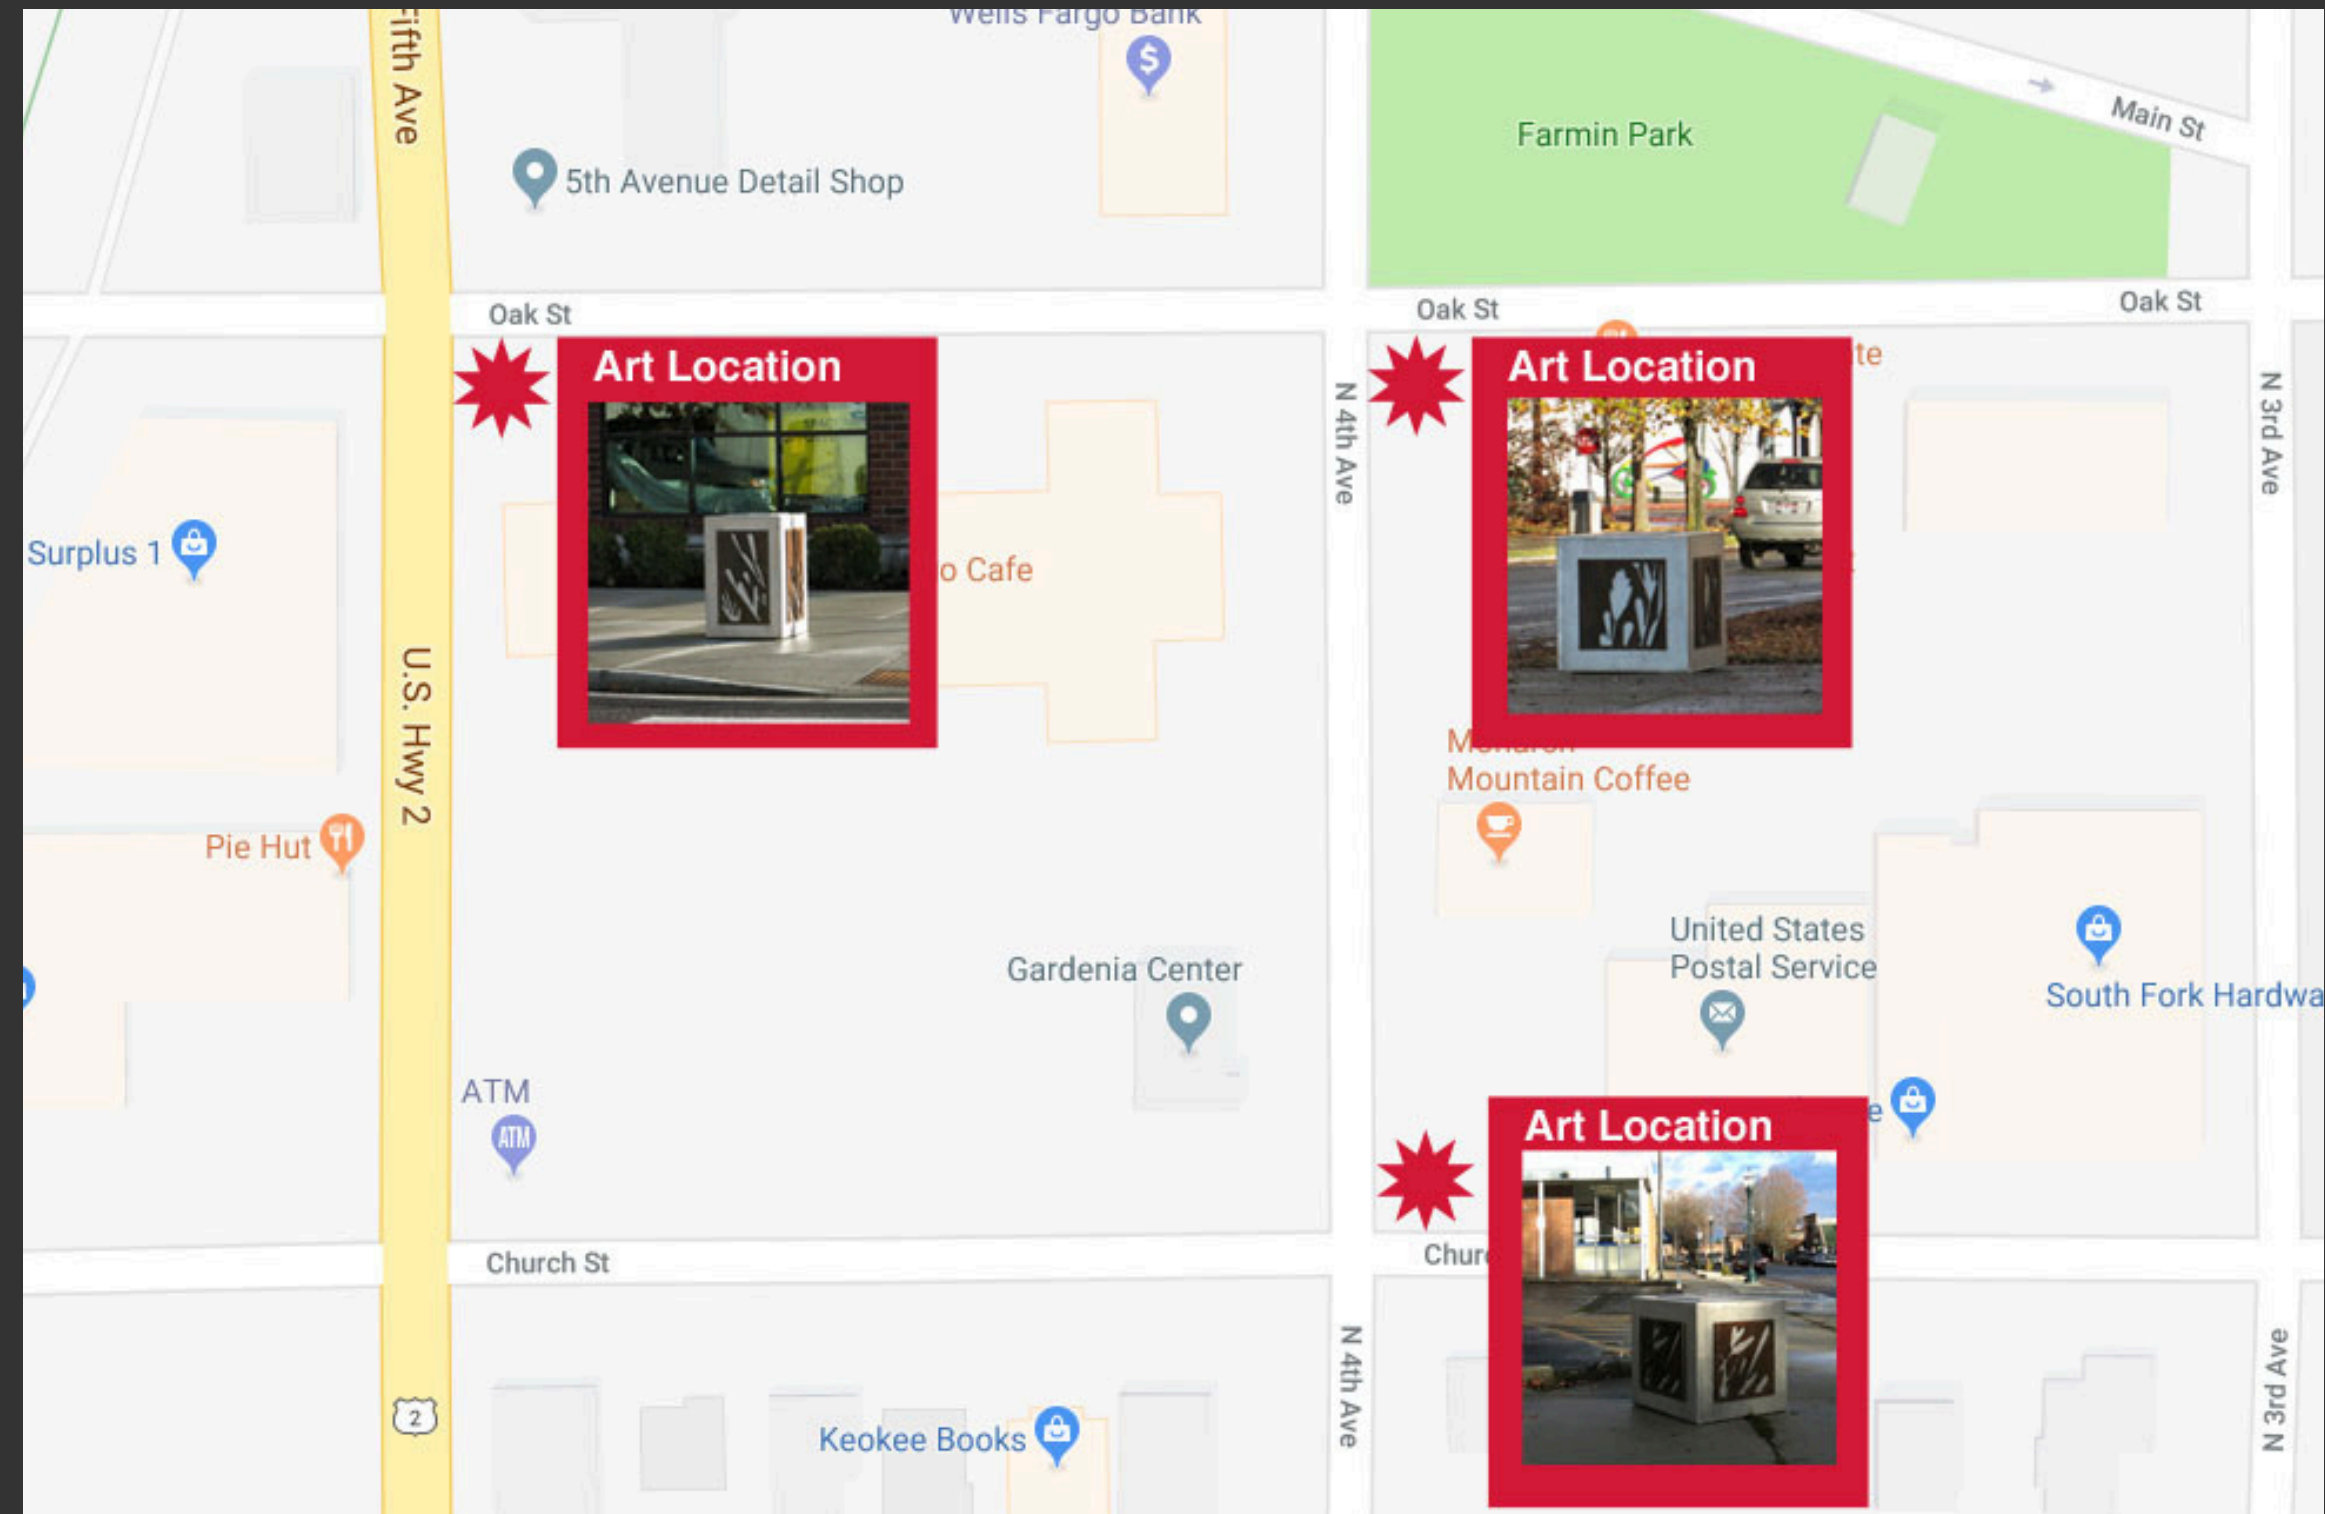 Wells Fargo Bank
Fifth Ave
Main St
Farmin Park
5th Avenue Detail Shop
Oak St
Oak St
Oak St
Art Location
Art Location
te
N 4th Ave
N 3rd Ave
Surplus 1
o Cafe
U.S. Hwy 2
Monarch
Mountain Coffee
Pie Hut
United States
Postal Service
Gardenia Center
South Fork Hardwa
ATM
ATM
e
Art Location
Church St
Churc
N 4th Ave
N 3rd Ave
2
Keokee Books